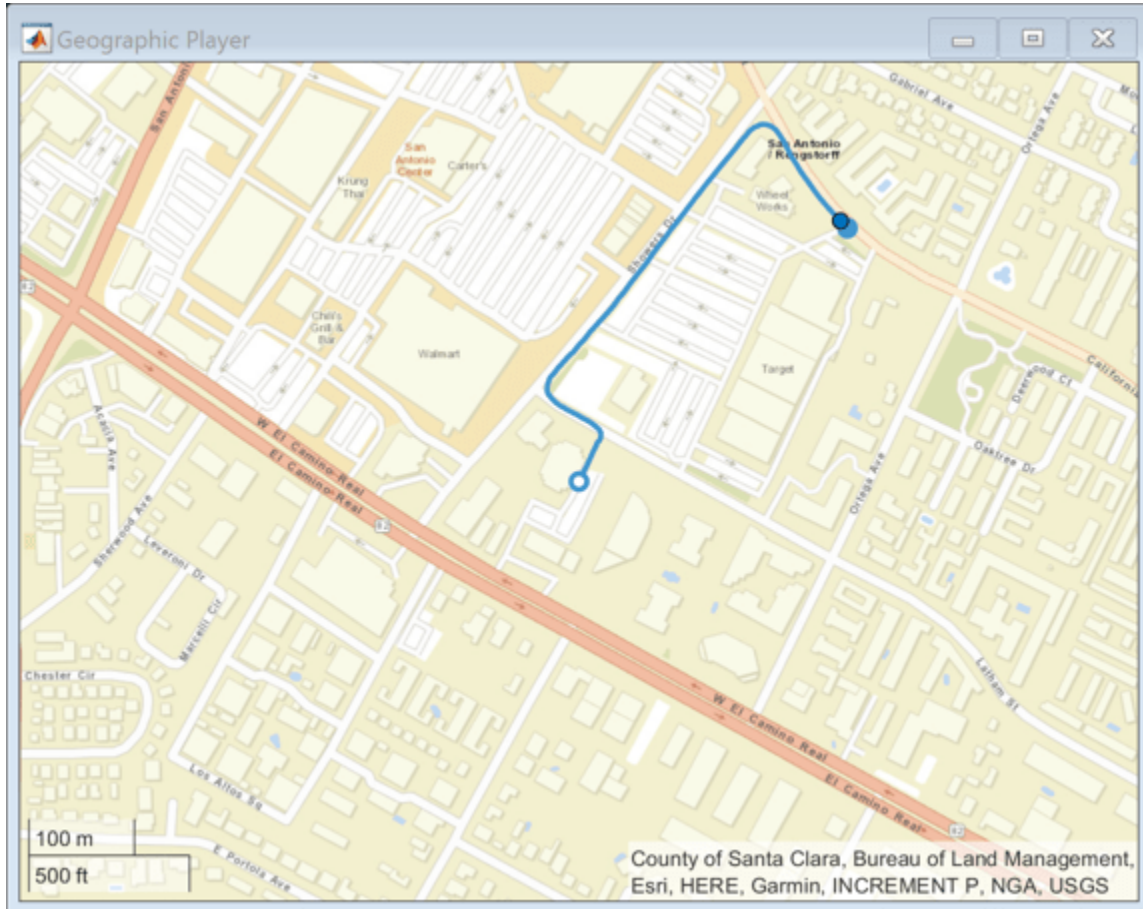 Geographic Player
San Antoni
Gabriel Ave
Ortega Ave
San Antonio
/ Rengstorff
San
Antonio
Center
Carter's
Krung
Thai
Wheel
Works
Showers Dr
82
Chili's
Grill &
Bar
Walmart
Target
California
Deerwood Ct
Acacia Ave
W El Camino Real
El Camino Real
Oaktree Dr
Ortega Ave
82
Sherwood Ave
Leveroni Dr
Marcelli Cir
Chester Cir
Latham St
W El Camino Real
El Camino Real
Los Altos Sq
82
E Portola Ave
100 m
500 ft
County of Santa Clara, Bureau of Land Management,
Esri, HERE, Garmin, INCREMENT P, NGA, USGS